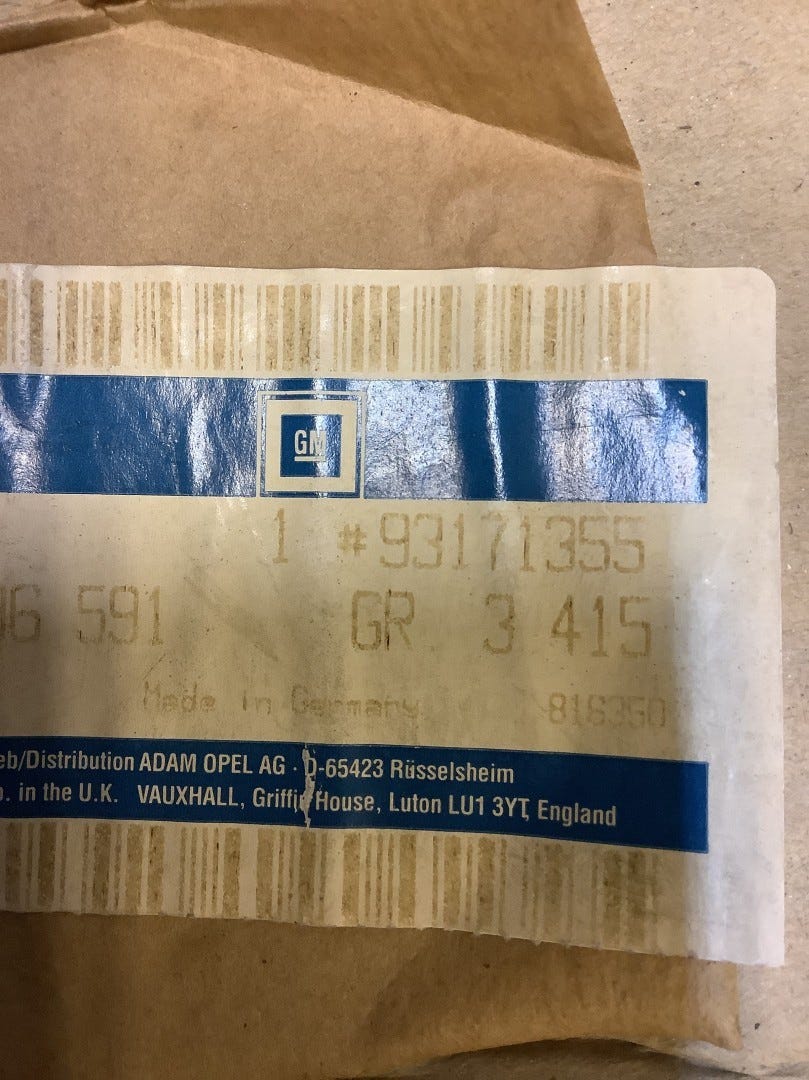 GM
1 #93171355
06 591 GR 3 415
Made in Germany 816350
eb/Distribution ADAM OPEL AG · D-65423 Rüsselsheim
p. in the U.K. VAUXHALL, Griffin House, Luton LU1 3YT, England